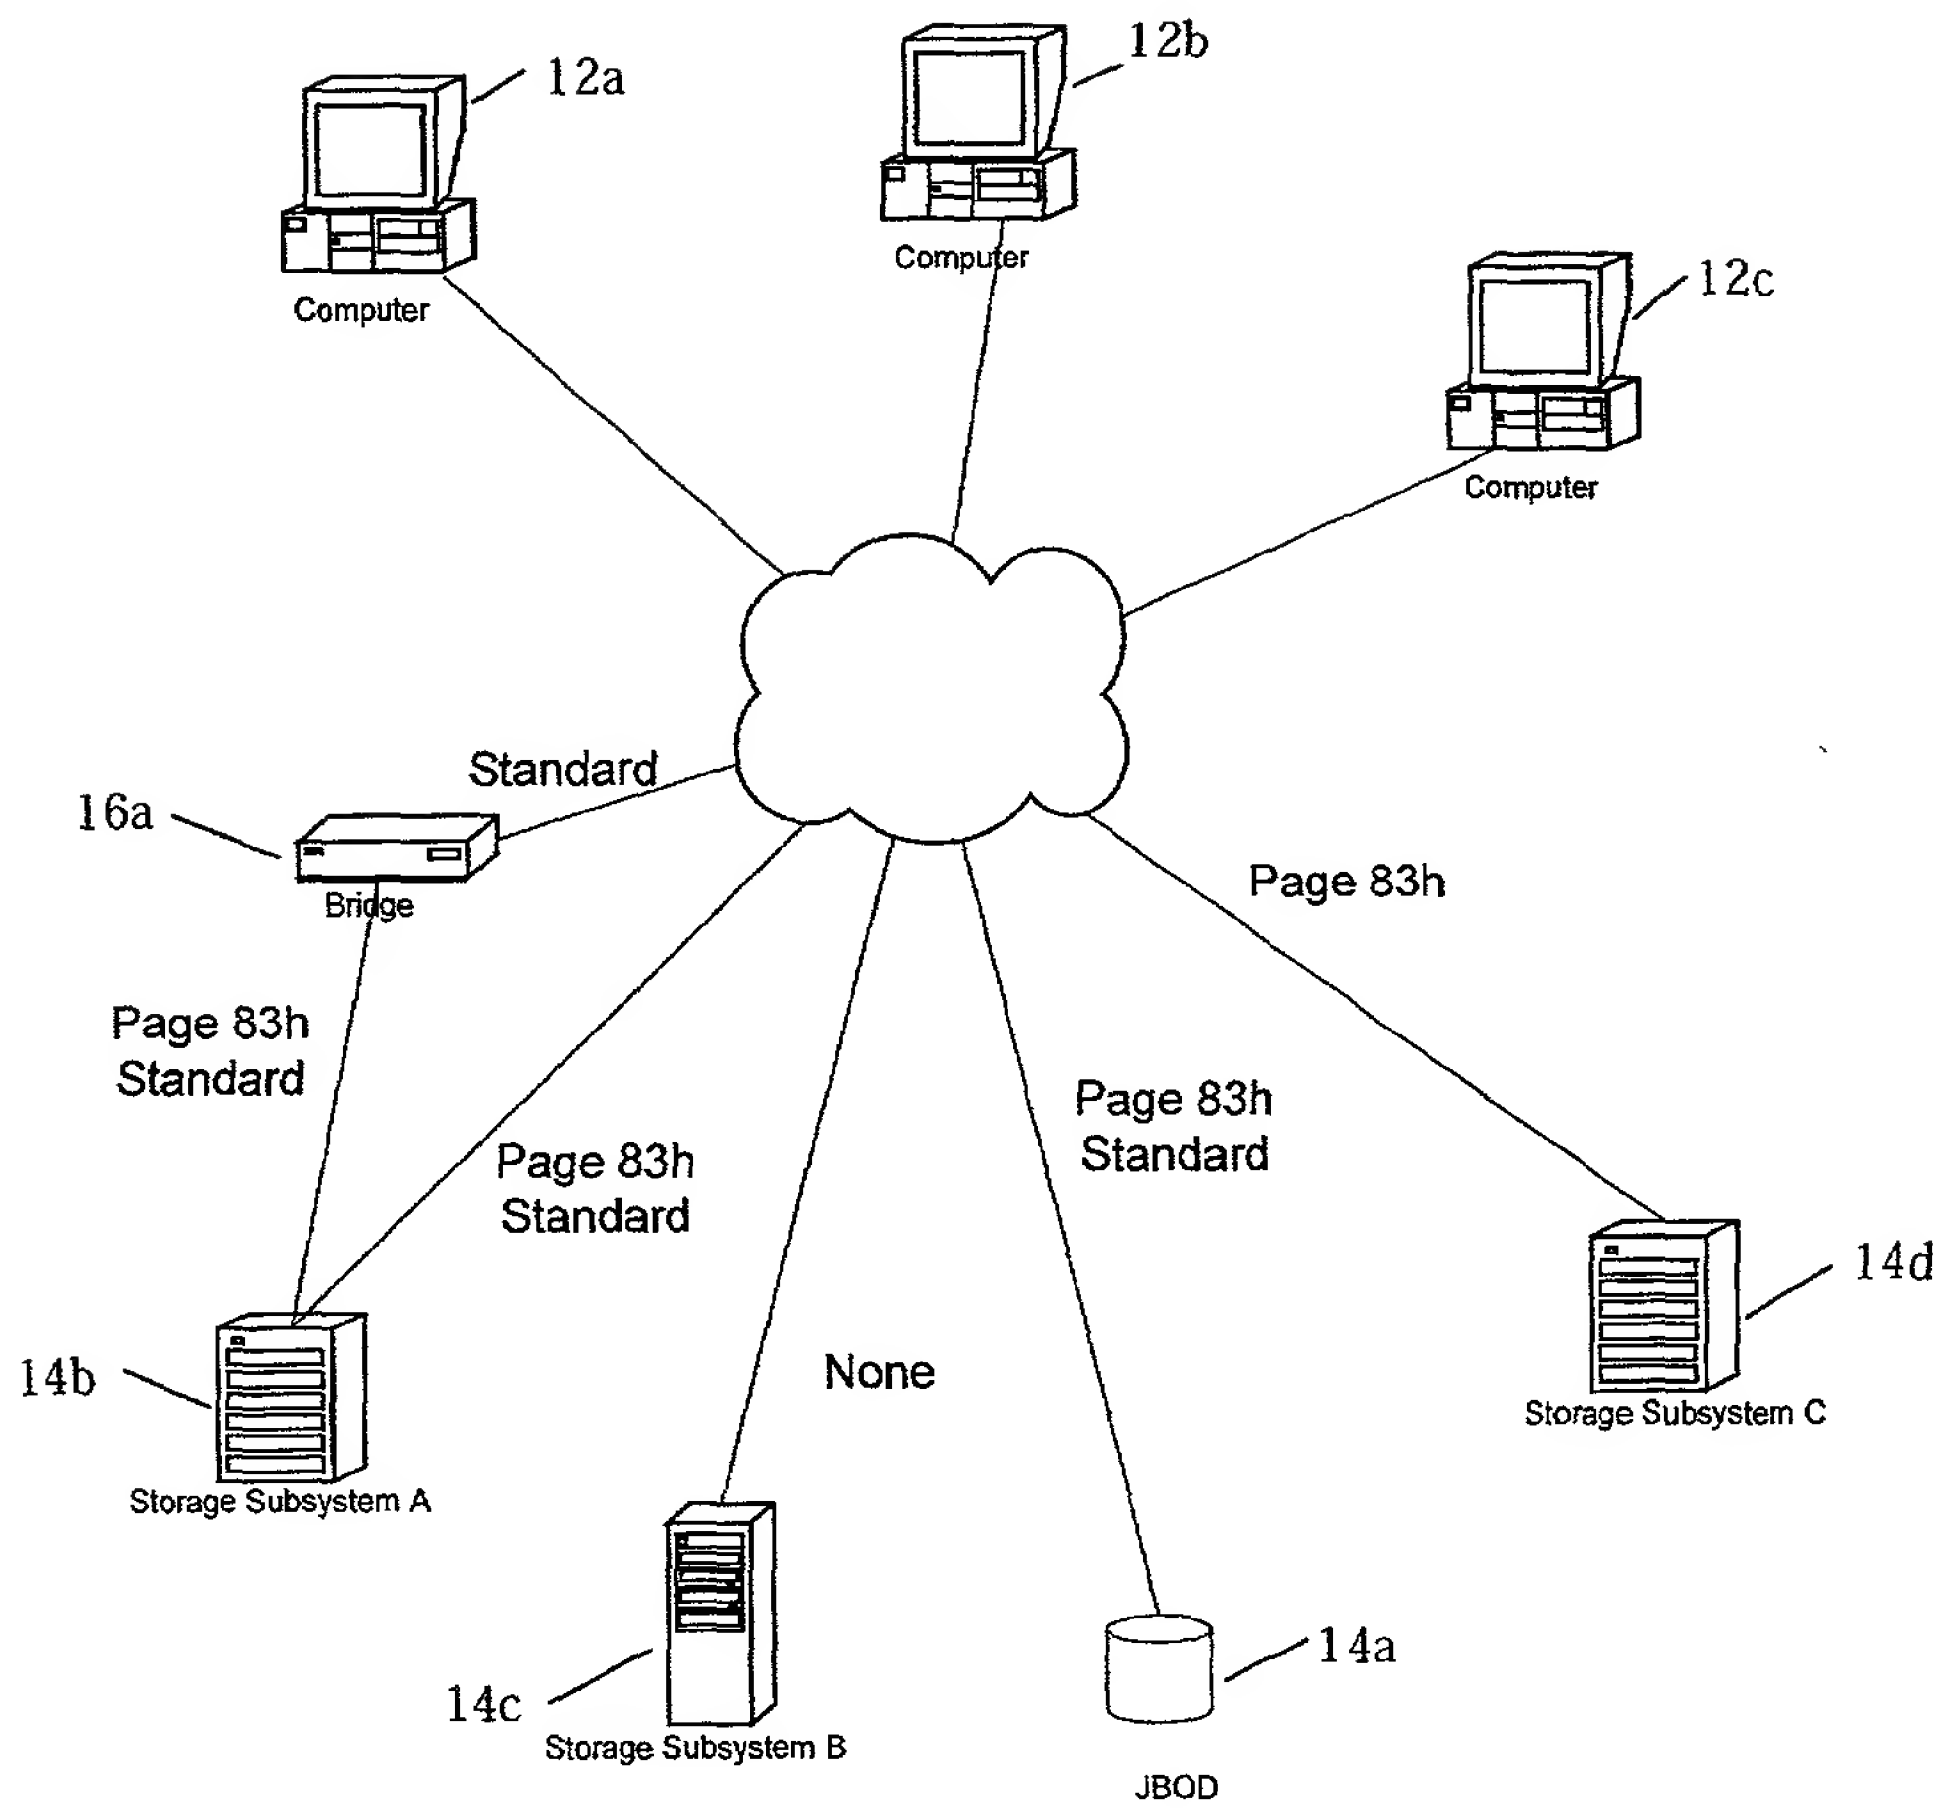 12a
12b
Computer
Computer
12c
Computer
Standard
16a
Bridge
Page 83h
Page 83h
Standard
Page 83h
Standard
Page 83h
Standard
14d
14b
None
Storage Subsystem C
Storage Subsystem A
14a
14c
Storage Subsystem B
JBOD